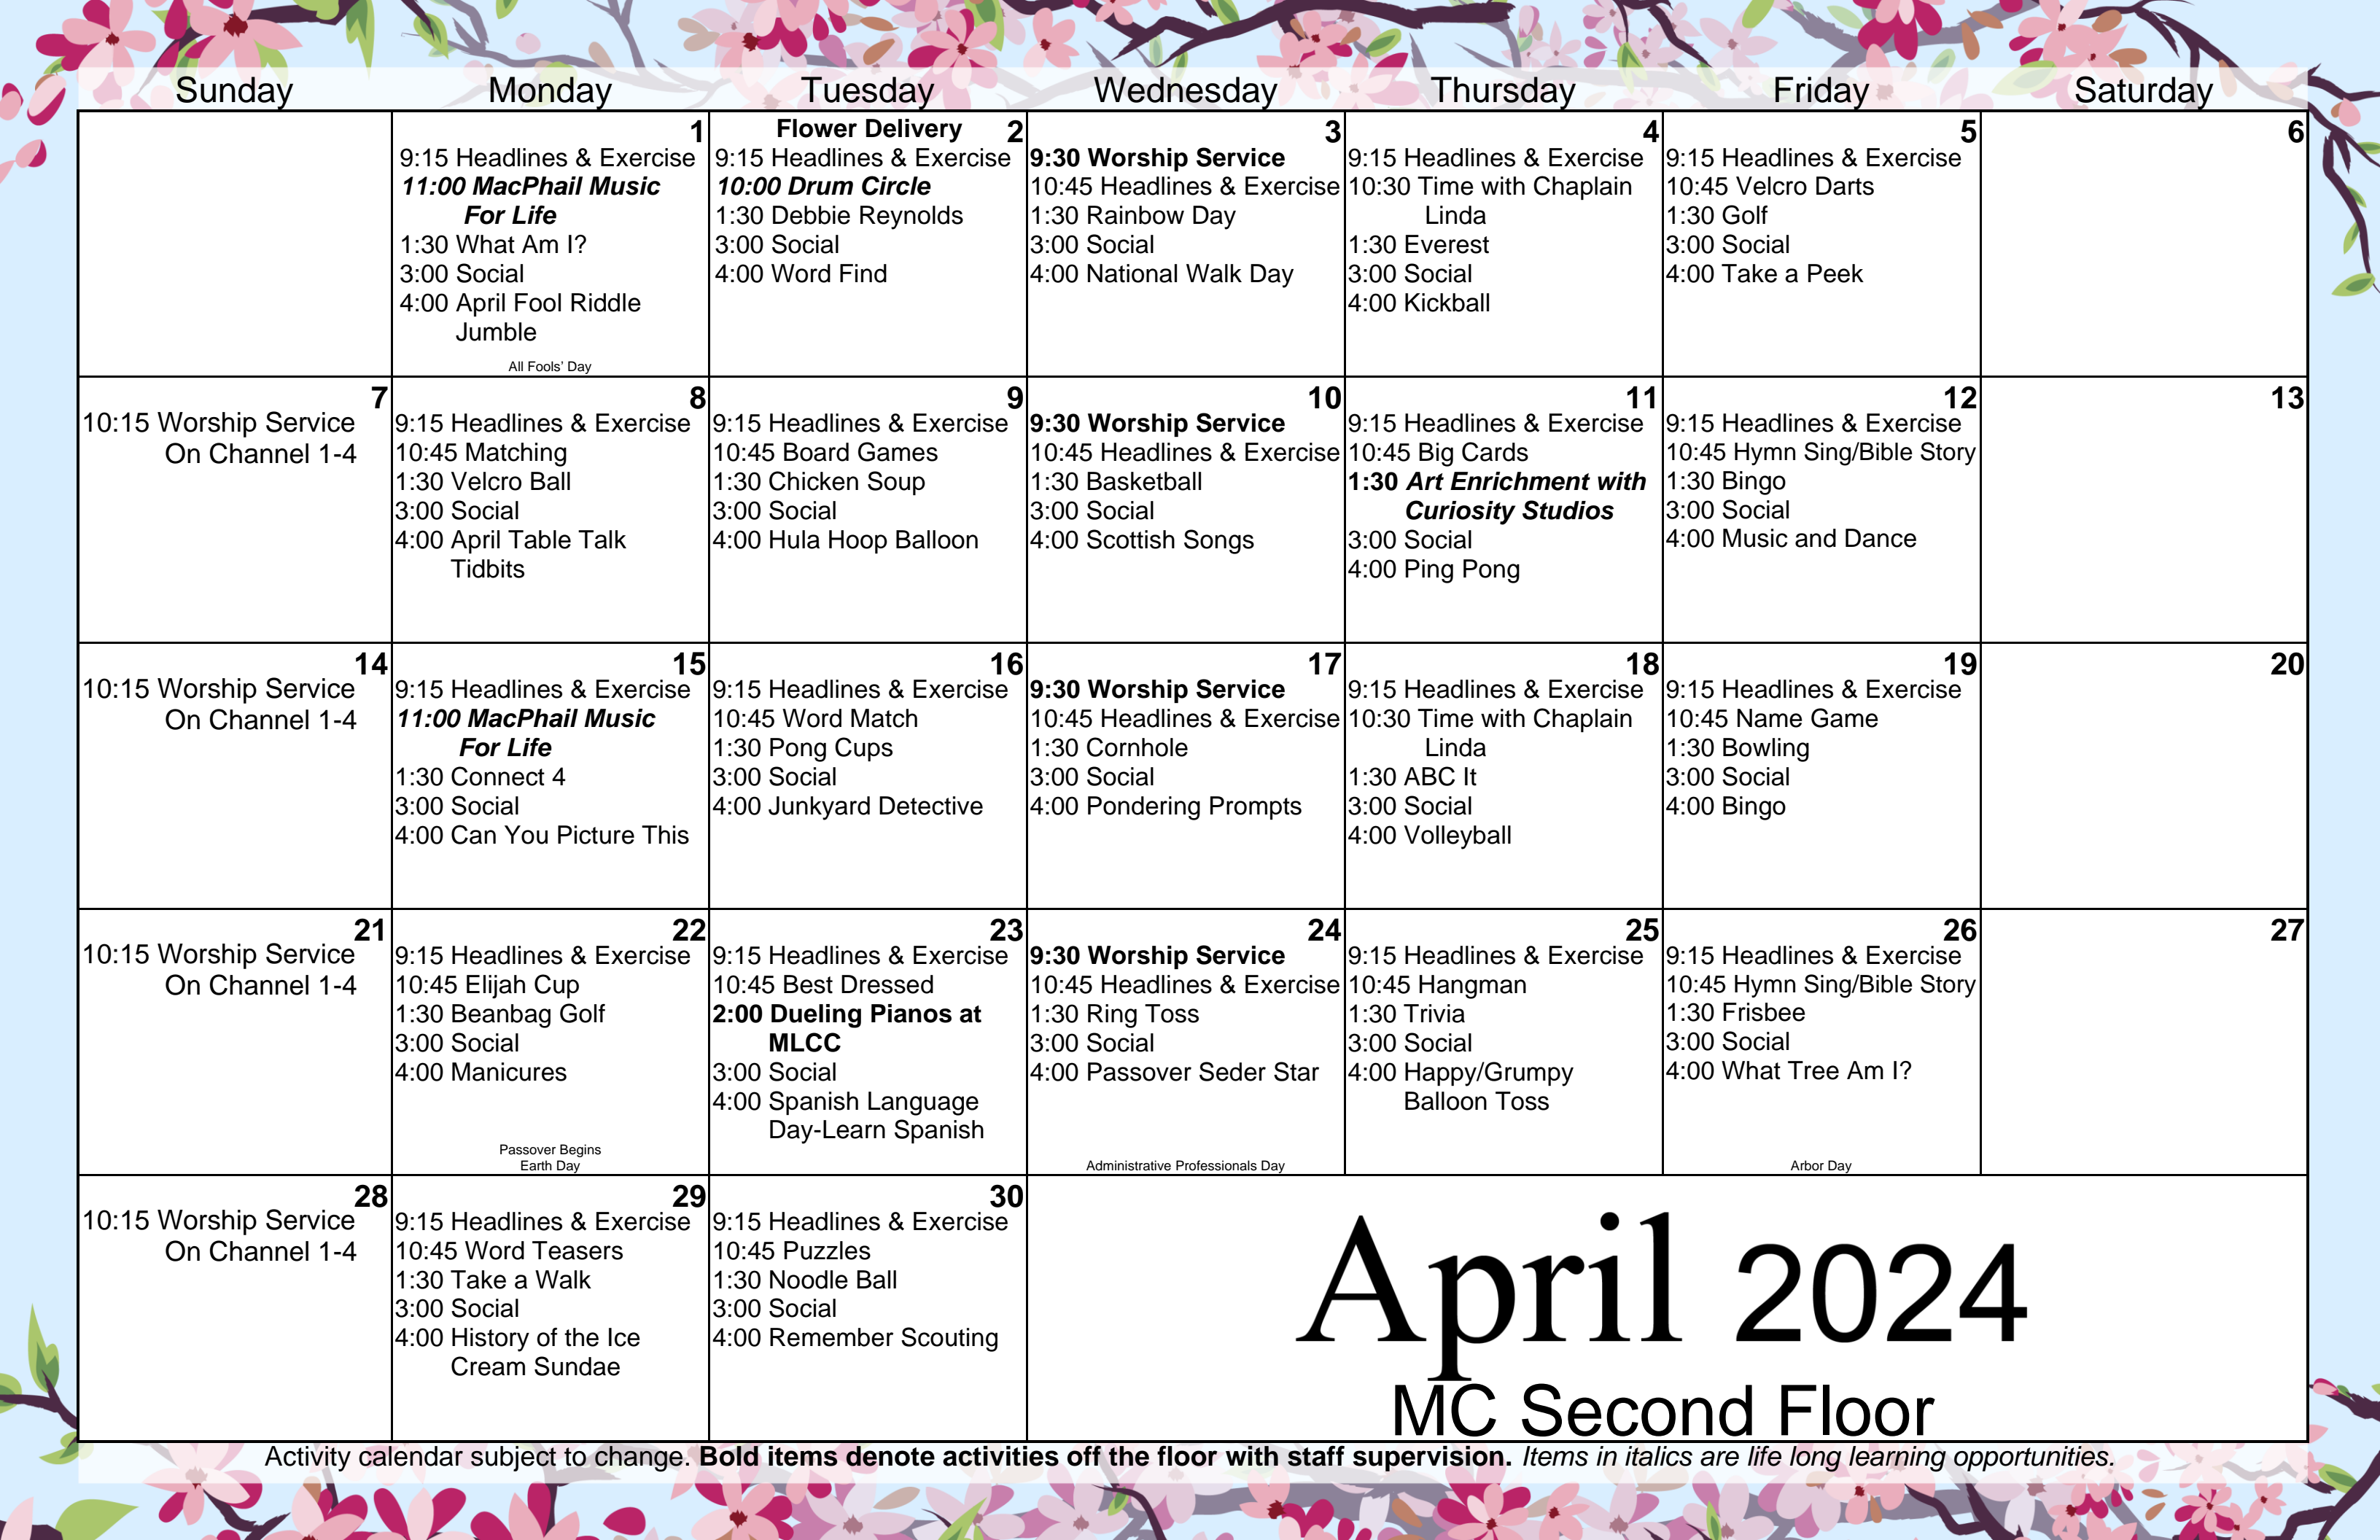 Sunday Monday Tuesday Wednesday Thursday Friday Saturday
1
9:15 Headlines & Exercise
11:00 MacPhail Music
For Life
1:30 What Am I?
3:00 Social
4:00 April Fool Riddle
Jumble
All Fools' Day
Flower Delivery 2
9:15 Headlines & Exercise
10:00 Drum Circle
1:30 Debbie Reynolds
3:00 Social
4:00 Word Find
3
9:30 Worship Service
10:45 Headlines & Exercise
1:30 Rainbow Day
3:00 Social
4:00 National Walk Day
4
9:15 Headlines & Exercise
10:30 Time with Chaplain
Linda
1:30 Everest
3:00 Social
4:00 Kickball
5
9:15 Headlines & Exercise
10:45 Velcro Darts
1:30 Golf
3:00 Social
4:00 Take a Peek
6
7
10:15 Worship Service
On Channel 1-4
8
9:15 Headlines & Exercise
10:45 Matching
1:30 Velcro Ball
3:00 Social
4:00 April Table Talk
Tidbits
9
9:15 Headlines & Exercise
10:45 Board Games
1:30 Chicken Soup
3:00 Social
4:00 Hula Hoop Balloon
10
9:30 Worship Service
10:45 Headlines & Exercise
1:30 Basketball
3:00 Social
4:00 Scottish Songs
11
9:15 Headlines & Exercise
10:45 Big Cards
1:30 Art Enrichment with
Curiosity Studios
3:00 Social
4:00 Ping Pong
12
9:15 Headlines & Exercise
10:45 Hymn Sing/Bible Story
1:30 Bingo
3:00 Social
4:00 Music and Dance
13
14
10:15 Worship Service
On Channel 1-4
15
9:15 Headlines & Exercise
11:00 MacPhail Music
For Life
1:30 Connect 4
3:00 Social
4:00 Can You Picture This
16
9:15 Headlines & Exercise
10:45 Word Match
1:30 Pong Cups
3:00 Social
4:00 Junkyard Detective
17
9:30 Worship Service
10:45 Headlines & Exercise
1:30 Cornhole
3:00 Social
4:00 Pondering Prompts
18
9:15 Headlines & Exercise
10:30 Time with Chaplain
Linda
1:30 ABC It
3:00 Social
4:00 Volleyball
19
9:15 Headlines & Exercise
10:45 Name Game
1:30 Bowling
3:00 Social
4:00 Bingo
20
21
10:15 Worship Service
On Channel 1-4
22
9:15 Headlines & Exercise
10:45 Elijah Cup
1:30 Beanbag Golf
3:00 Social
4:00 Manicures
Passover Begins
Earth Day
23
9:15 Headlines & Exercise
10:45 Best Dressed
2:00 Dueling Pianos at
MLCC
3:00 Social
4:00 Spanish Language
Day-Learn Spanish
24
9:30 Worship Service
10:45 Headlines & Exercise
1:30 Ring Toss
3:00 Social
4:00 Passover Seder Star
Administrative Professionals Day
25
9:15 Headlines & Exercise
10:45 Hangman
1:30 Trivia
3:00 Social
4:00 Happy/Grumpy
Balloon Toss
26
9:15 Headlines & Exercise
10:45 Hymn Sing/Bible Story
1:30 Frisbee
3:00 Social
4:00 What Tree Am I?
Arbor Day
27
28
10:15 Worship Service
On Channel 1-4
29
9:15 Headlines & Exercise
10:45 Word Teasers
1:30 Take a Walk
3:00 Social
4:00 History of the Ice
Cream Sundae
30
9:15 Headlines & Exercise
10:45 Puzzles
1:30 Noodle Ball
3:00 Social
4:00 Remember Scouting
April 2024
MC Second Floor
Activity calendar subject to change. Bold items denote activities off the floor with staff supervision. Items in italics are life long learning opportunities.